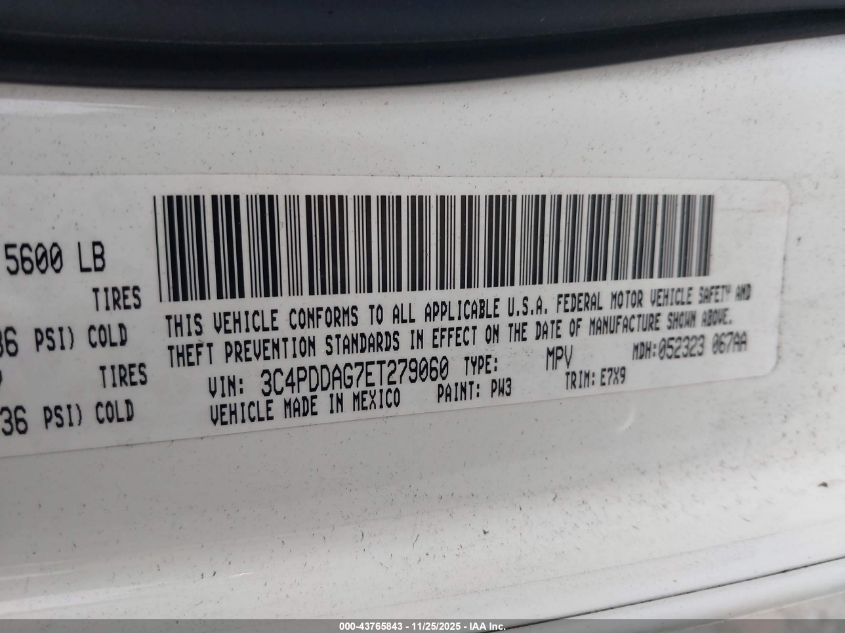 5600 LB
TIRES
36 PSI) COLD
TIRES
36 PSI) COLD
THIS VEHICLE CONFORMS TO ALL APPLICABLE U.S.A. FEDERAL MOTOR VEHICLE SAFETY AND
THEFT PREVENTION STANDARDS IN EFFECT ON THE DATE OF MANUFACTURE SHOWN ABOVE.
VIN: 3C4PDDAG7ET279060 TYPE: MPV MDH:052323 067AA
VEHICLE MADE IN MEXICO PAINT: PW3 TRIM: E7X9
000-43765843 - 11/25/2025 - IAA Inc.